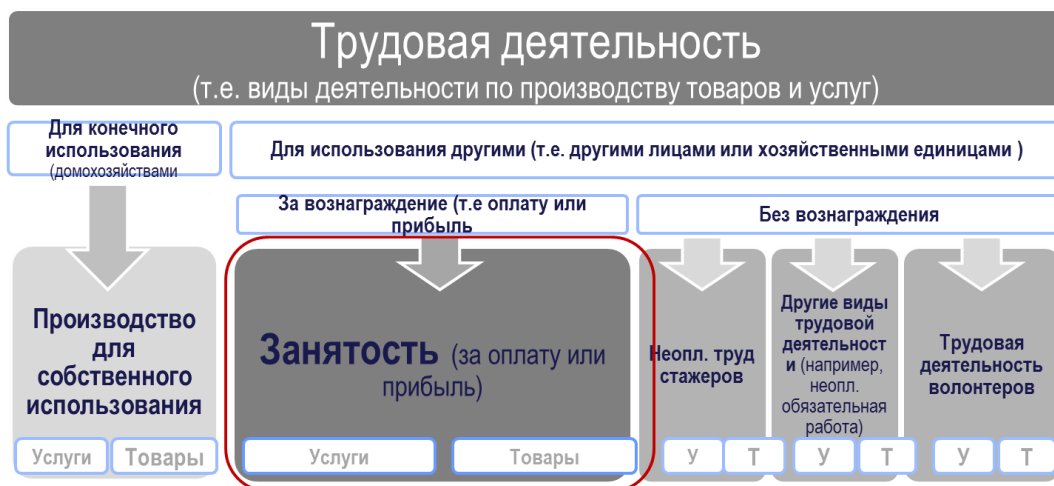 Трудовая деятельность
(т.е. виды деятельности по производству товаров и услуг)
Для конечного
использования
(домохозяйствами
Для использования другими (т.е. другими лицами или хозяйственными единицами )
За вознаграждение (т.е оплату или
прибыль
Без вознаграждения
Производство
для
собственного
использования
Услуги
Товары
Занятость (за оплату или
прибыль)
Услуги
Товары
Неопл. труд
стажеров
У
Т
Другие виды
трудовой
деятельност
и (например,
неопл.
обязательная
работа)
У
Т
Трудовая
деятельность
волонтеров
У
Т